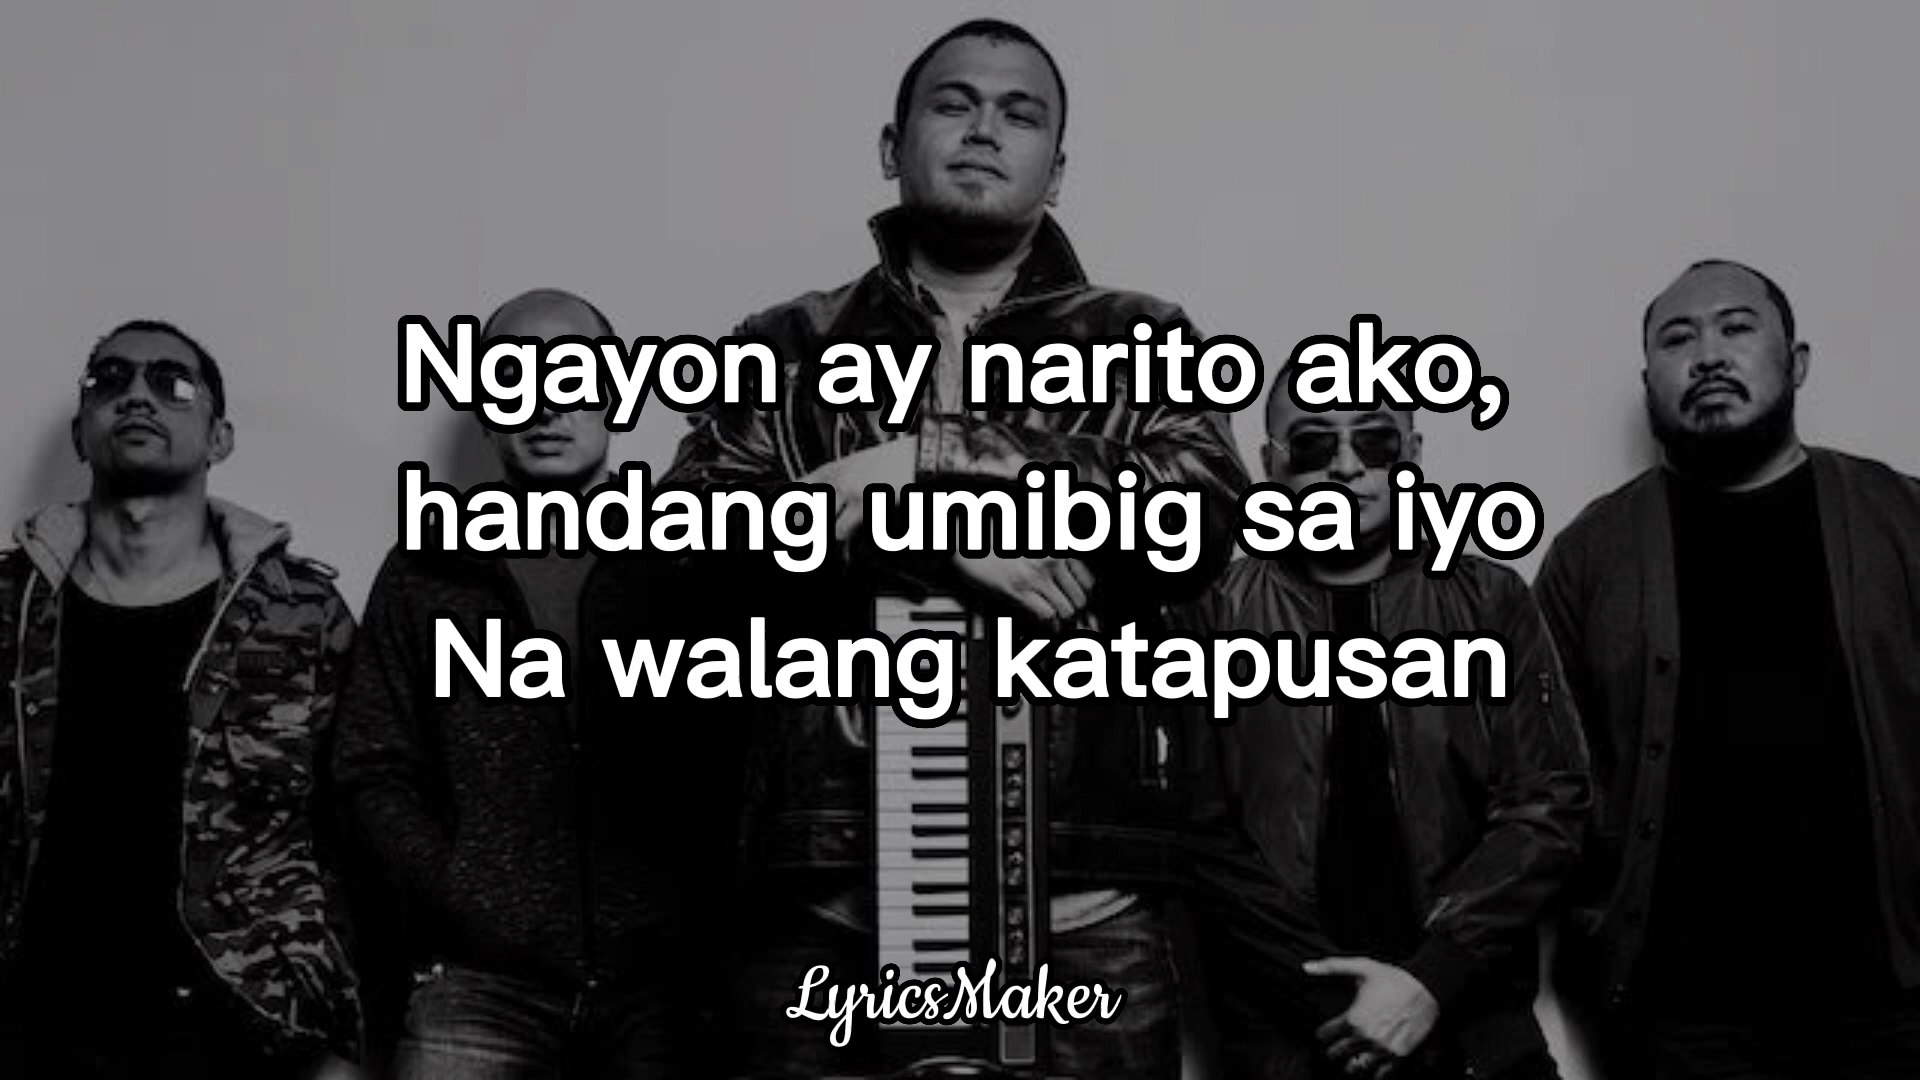 Ngayon ay narito ako,
handang umibig sa iyo
Na walang katapusan
LyricsMaker